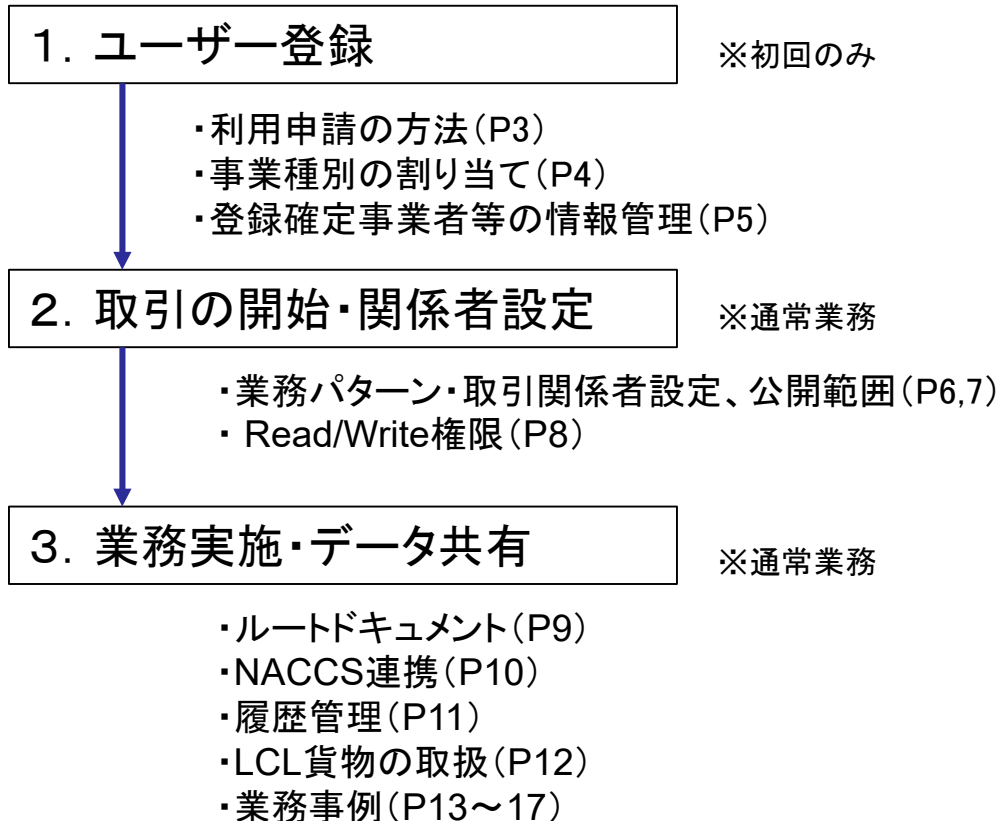 １．ユーザー登録 ※初回のみ
・利用申請の方法（P3）
・事業種別の割り当て（P4）
・登録確定事業者等の情報管理（P5）
２．取引の開始・関係者設定 ※通常業務
・業務パターン・取引関係者設定、公開範囲（P6,7）
・ Read/Write権限（P8）
３．業務実施・データ共有 ※通常業務
・ルートドキュメント（P9）
・NACCS連携（P10）
・履歴管理（P11）
・LCL貨物の取扱（P12）
・業務事例（P13～17）